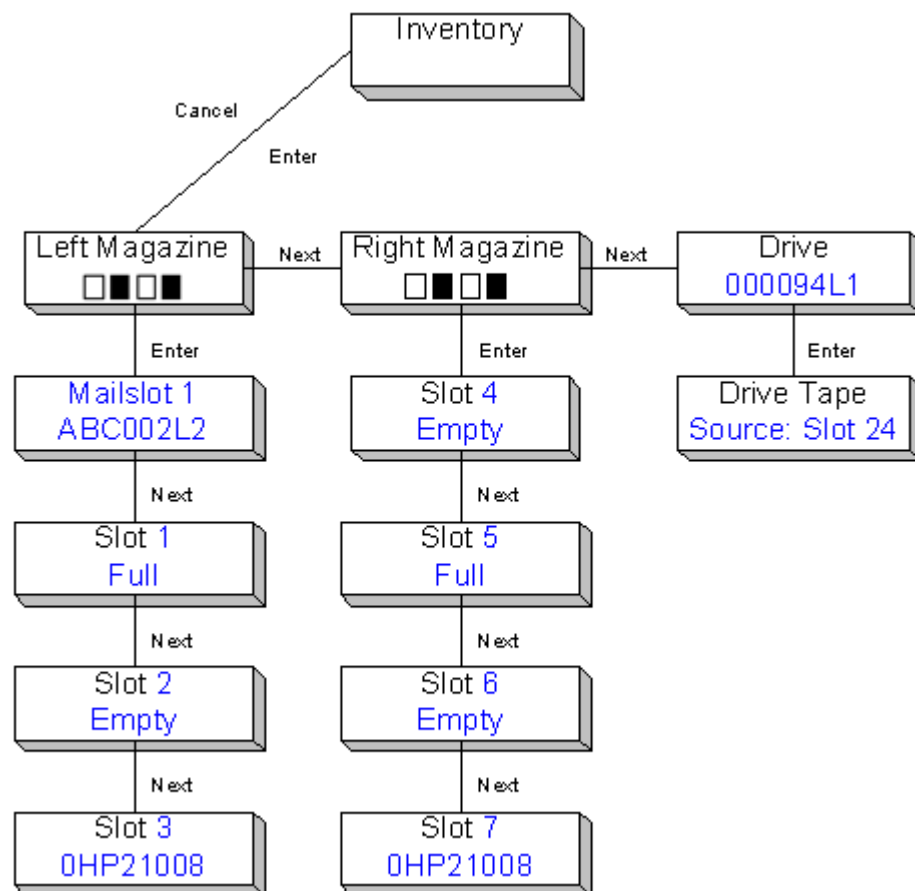 Inventory
Cancel
Enter
Left Magazine
Next
Right Magazine
Next
Drive
000094L1
Enter
Enter
Enter
Mailslot 1
ABC002L2
Slot 4
Empty
Drive Tape
Source: Slot 24
Next
Next
Slot 1
Full
Slot 5
Full
Next
Next
Slot 2
Empty
Slot 6
Empty
Next
Next
Slot 3
0HP21008
Slot 7
0HP21008